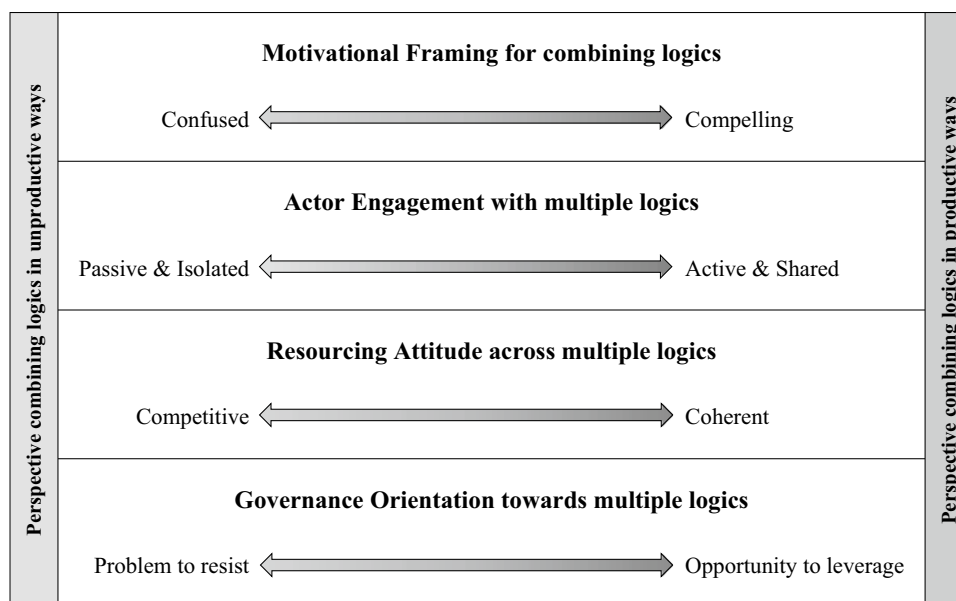 Perspective combining logics in unproductive ways
Motivational Framing for combining logics
Confused
Compelling
Actor Engagement with multiple logics
Passive & Isolated
Active & Shared
Resourcing Attitude across multiple logics
Competitive
Coherent
Governance Orientation towards multiple logics
Problem to resist
Opportunity to leverage
Perspective combining logics in productive ways